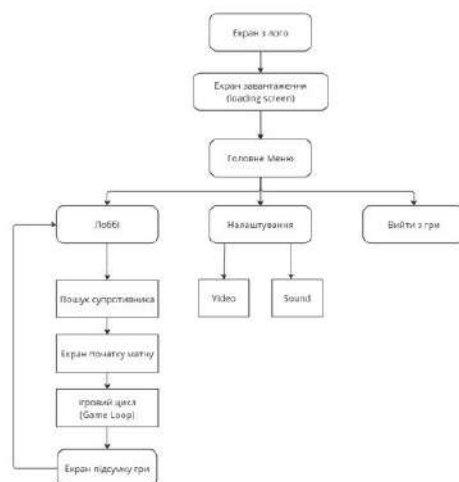 Екран з лого
Екран завантаження
(loading screen)
Головне Меню
Лоббі
Налаштування
Вийти з гри
Пошук супротивника
Video
Sound
Екран початку матчу
Ігровий цикл
(Game Loop)
Екран підсумку гри